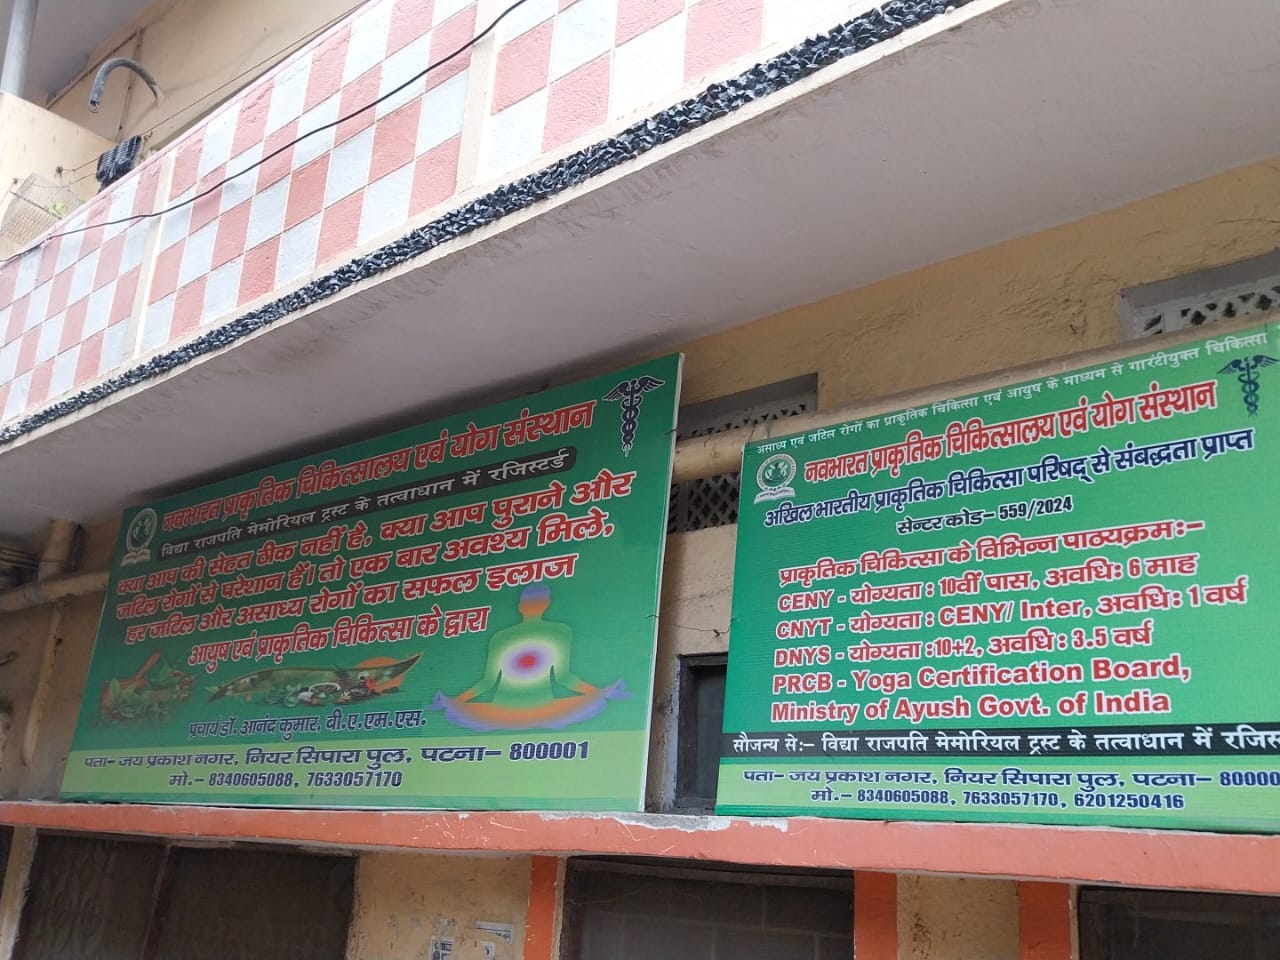 नवभारत प्राकृतिक चिकित्सालय एवं योग संस्थान
विद्या राजपति मेमोरियल ट्रस्ट के तत्वाधान में रजिस्टर्ड
क्या आप की सेहत ठीक नहीं है, क्या आप पुराने और
जटिल रोगों से परेशान हैं। तो एक बार अवश्य मिले,
हर जटिल और असाध्य रोगों का सफल इलाज
आयुष एवं प्राकृतिक चिकित्सा के द्वारा
प्रचार्य डॉ. आनंद कुमार, बी.ए.एम.एस.
पता- जय प्रकाश नगर, नियर सिपारा पुल, पटना- 800001
मो.- 8340605088, 7633057170
असाध्य एवं जटिल रोगों का प्राकृतिक चिकित्सा एवं आयुष के माध्यम से गारंटीयुक्त चिकित्सा
नवभारत प्राकृतिक चिकित्सालय एवं योग संस्थान
अखिल भारतीय प्राकृतिक चिकित्सा परिषद् से संबद्धता प्राप्त
सेन्टर कोड- 559/2024
प्राकृतिक चिकित्सा के विभिन्न पाठ्यक्रम:-
CENY - योग्यता : 10वीं पास, अवधि: 6 माह
CNYT - योग्यता : CENY/ Inter, अवधि : 1 वर्ष
DNYS - योग्यता :10+2, अवधि : 3.5 वर्ष
PRCB - Yoga Certification Board,
Ministry of Ayush Govt. of India
सौजन्य से:- विद्या राजपति मेमोरियल ट्रस्ट के तत्वाधान में रजिस
पता- जय प्रकाश नगर, नियर सिपारा पुल, पटना- 80000
मो.- 8340605088, 7633057170, 6201250416